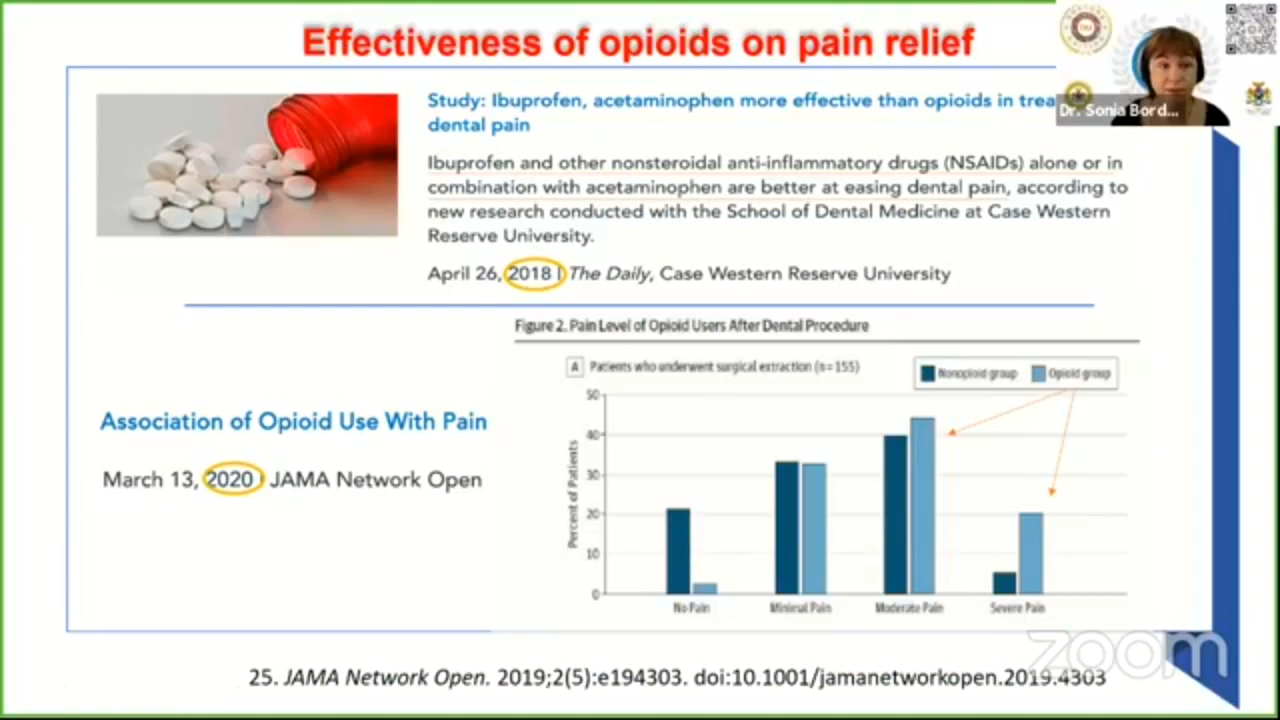 Effectiveness of opioids on pain relief
Dr. Sonia Bord...
Study: Ibuprofen, acetaminophen more effective than opioids in trea
dental pain
Ibuprofen and other nonsteroidal anti-inflammatory drugs (NSAIDs) alone or in
combination with acetaminophen are better at easing dental pain, according to
new research conducted with the School of Dental Medicine at Case Western
Reserve University.
April 26, 2018 | The Daily, Case Western Reserve University
Figure 2. Pain Level of Opioid Users After Dental Procedure
A Patients who underwent surgical extraction (n=155)
Nonopioid group Opioid group
Association of Opioid Use With Pain
March 13, 2020 | JAMA Network Open
Percent of Patients
50
40
30
20
10
0
No Pain Minimal Pain Moderate Pain Severe Pain
zoom
25. JAMA Network Open. 2019;2(5):e194303. doi:10.1001/jamanetworkopen.2019.4303